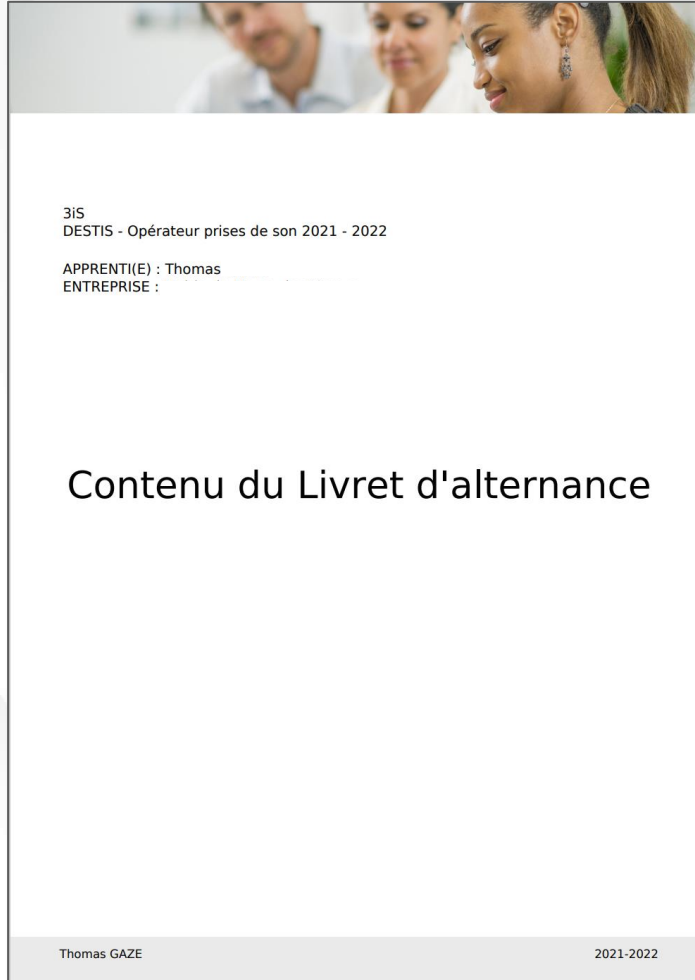 3iS
DESTIS - Opérateur prises de son 2021 - 2022
APPRENTI(E) : Thomas
ENTREPRISE :
Contenu du Livret d'alternance
Thomas GAZE
2021-2022